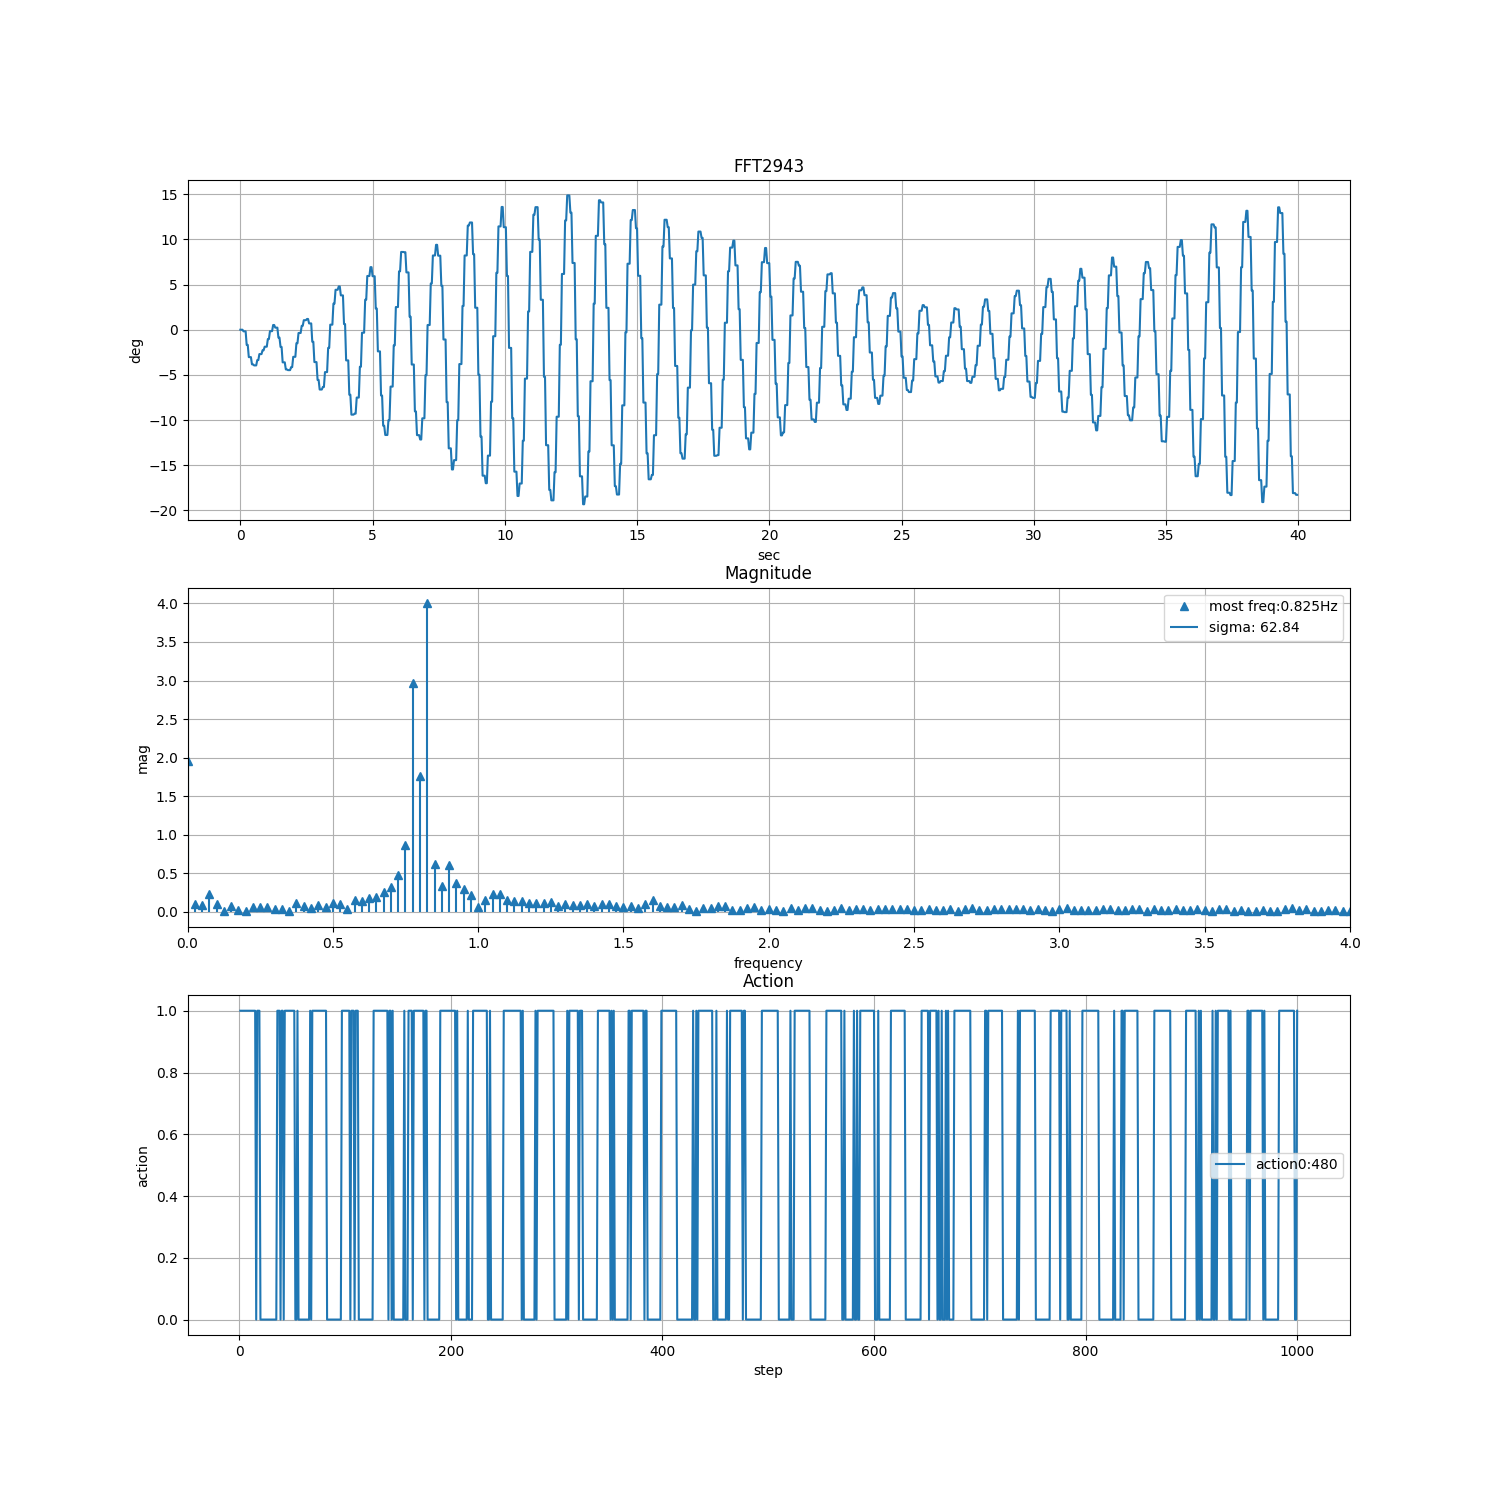 FFT2943
15
10
5
0
−5
−10
−15
−20
deg
0 5 10 15 20 25 30 35 40
sec
Magnitude
4.0
3.5
3.0
2.5
2.0
1.5
1.0
0.5
0.0
mag
most freq:0.825Hz
sigma: 62.84
0.0 0.5 1.0 1.5 2.0 2.5 3.0 3.5 4.0
frequency
Action
1.0
0.8
0.6
0.4
0.2
0.0
action
action0:480
0 200 400 600 800 1000
step